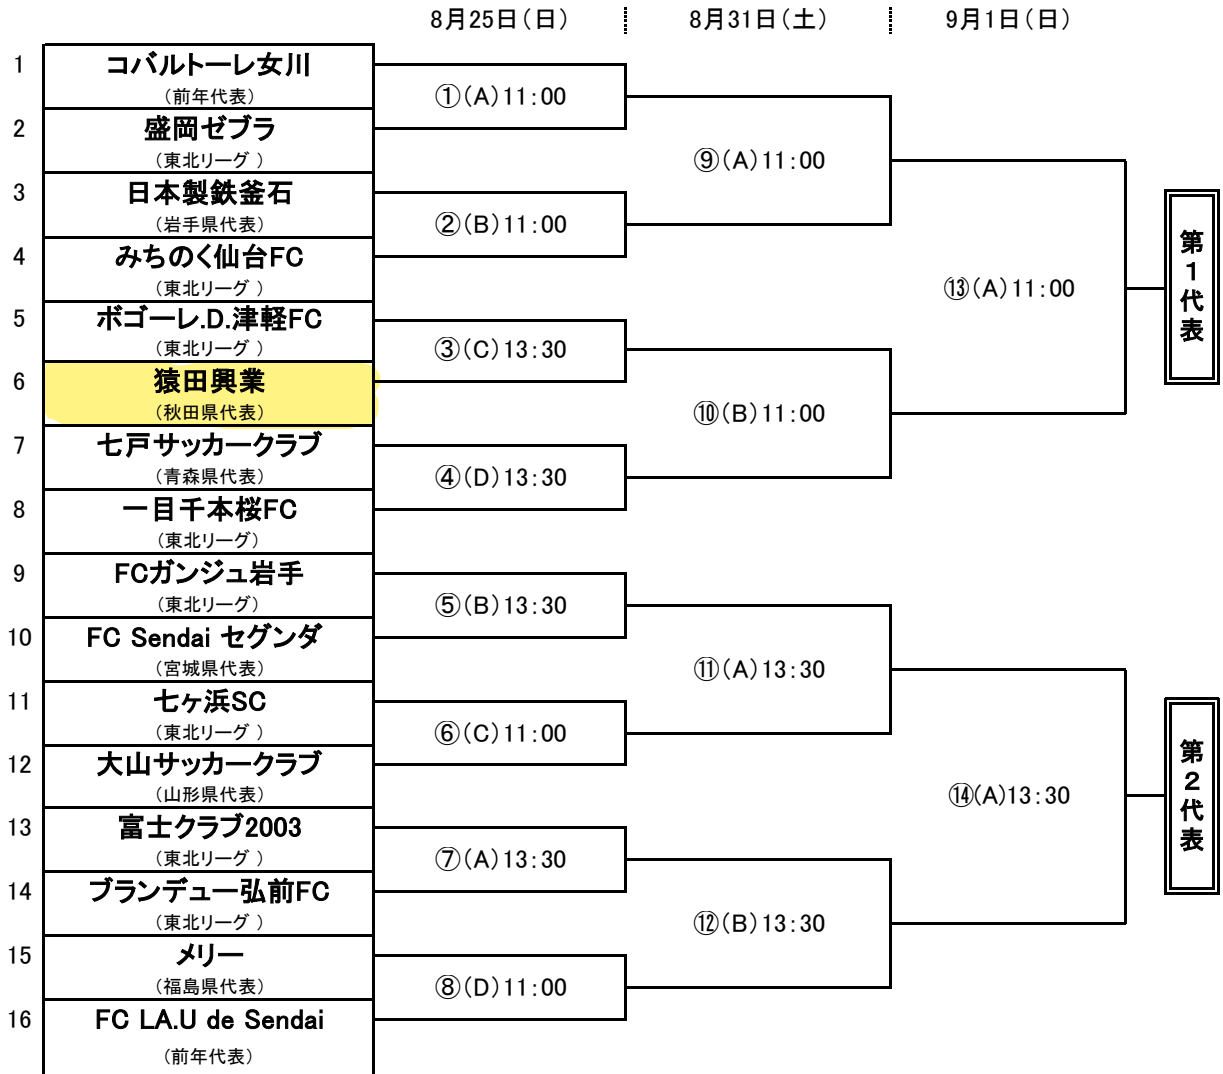 8月25日（日） 8月31日（土） 9月1日（日）
1 コバルトーレ女川
（前年代表）
①（A）11：00
2 盛岡ゼブラ
（東北リーグ ）
⑨（A）11：00
3 日本製鉄釜石
（岩手県代表）
②（B）11：00
4 みちのく仙台FC
（東北リーグ ）
⑬（A）11：00
第1代表
5 ボゴーレ.D.津軽FC
（東北リーグ ）
③（C）13：30
6 猿田興業
（秋田県代表）
⑩（B）11：00
7 七戸サッカークラブ
（青森県代表）
④（D）13：30
8 一目千本桜FC
（東北リーグ）
9 FCガンジュ岩手
（東北リーグ）
⑤（B）13：30
10 FC Sendai セグンダ
（宮城県代表）
⑪（A）13：30
11 七ヶ浜SC
（東北リーグ ）
⑥（C）11：00
12 大山サッカークラブ
（山形県代表）
⑭(A)13：30
第2代表
13 富士クラブ2003
（東北リーグ ）
⑦（A）13：30
14 ブランデュー弘前FC
（東北リーグ ）
⑫（B）13：30
15 メリー
（福島県代表）
⑧（D）11：00
16 FC LA.U de Sendai
（前年代表）